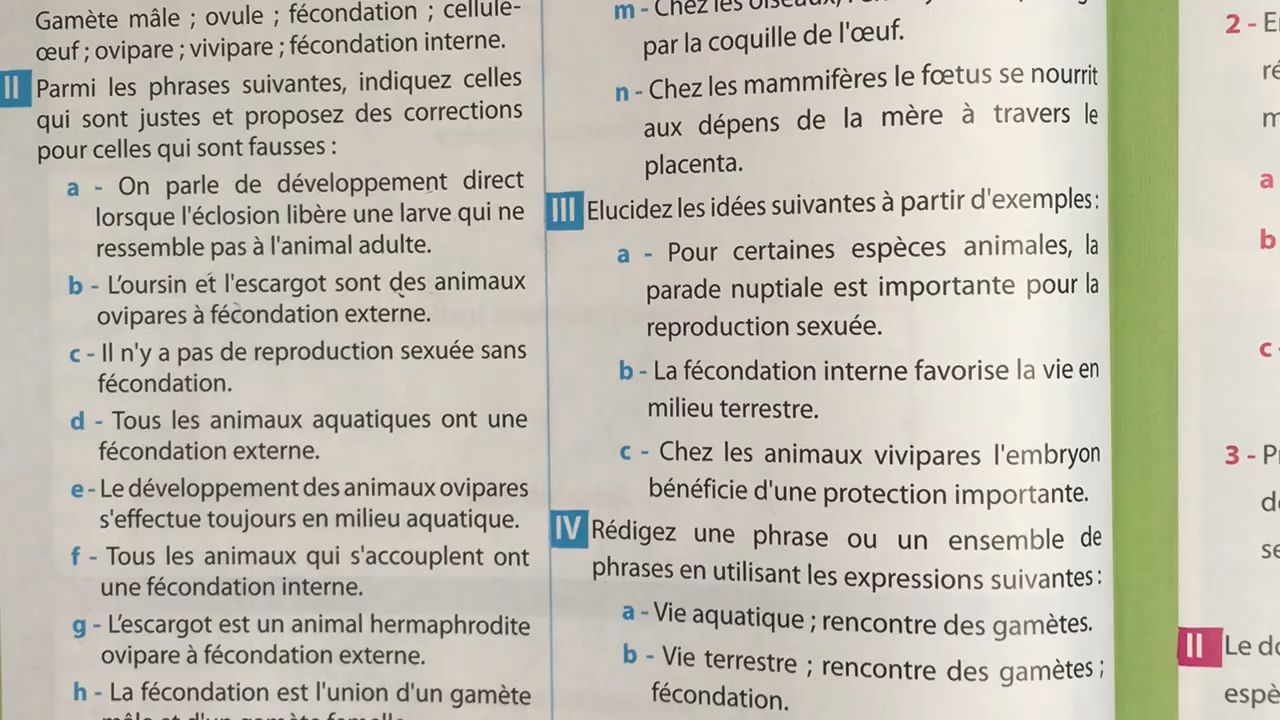 Gamète mâle ; ovule ; fécondation ; cellule-
œuf ; ovipare ; vivipare ; fécondation interne.
II Parmi les phrases suivantes, indiquez celles
qui sont justes et proposez des corrections
pour celles qui sont fausses :
a - On parle de développement direct
lorsque l'éclosion libère une larve qui ne
ressemble pas à l'animal adulte.
b - L'oursin et l'escargot sont des animaux
ovipares à fécondation externe.
c - Il n'y a pas de reproduction sexuée sans
fécondation.
d - Tous les animaux aquatiques ont une
fécondation externe.
e - Le développement des animaux ovipares
s'effectue toujours en milieu aquatique.
f - Tous les animaux qui s'accouplent ont
une fécondation interne.
g - L'escargot est un animal hermaphrodite
ovipare à fécondation externe.
h - La fécondation est l'union d'un gamète
mâle et d'un gamète femelle.
m - Chez les oiseaux,
par la coquille de l'œuf.
n - Chez les mammifères le fœtus se nourrit
aux dépens de la mère à travers le
placenta.
III Elucidez les idées suivantes à partir d'exemples :
a - Pour certaines espèces animales, la
parade nuptiale est importante pour la
reproduction sexuée.
b - La fécondation interne favorise la vie en
milieu terrestre.
c - Chez les animaux vivipares l'embryon
bénéficie d'une protection importante.
IV Rédigez une phrase ou un ensemble de
phrases en utilisant les expressions suivantes :
a - Vie aquatique ; rencontre des gamètes.
b - Vie terrestre ; rencontre des gamètes ;
fécondation.
2 -
a
b
c -
3 -
II Le